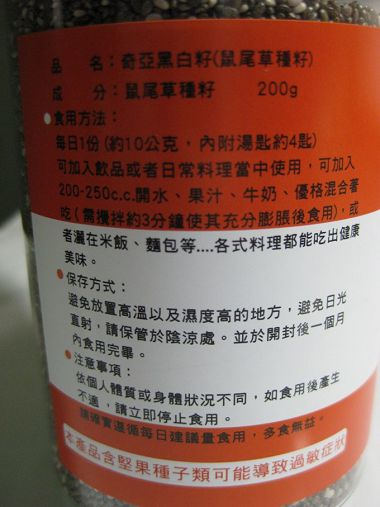 品　名：奇亞黑白籽(鼠尾草種籽)
成　分：鼠尾草種籽　200g
●食用方法：
每日1份(約10公克，內附湯匙約4匙)
可加入飲品或者日常料理當中使用，可加入
200-250c.c.開水、果汁、牛奶、優格混合著
吃(需攪拌約3分鐘使其充分膨脹後食用)，或
者灑在米飯、麵包等....各式料理都能吃出健康
美味。
●保存方式：
避免放置高溫以及濕度高的地方，避免日光
直射，請保管於陰涼處。並於開封後一個月
內食用完畢。
●注意事項：
依個人體質或身體狀況不同，如食用後產生
不適，請立即停止食用。
請確實遵循每日建議量食用，多食無益。
本產品含堅果種子類可能導致過敏症狀